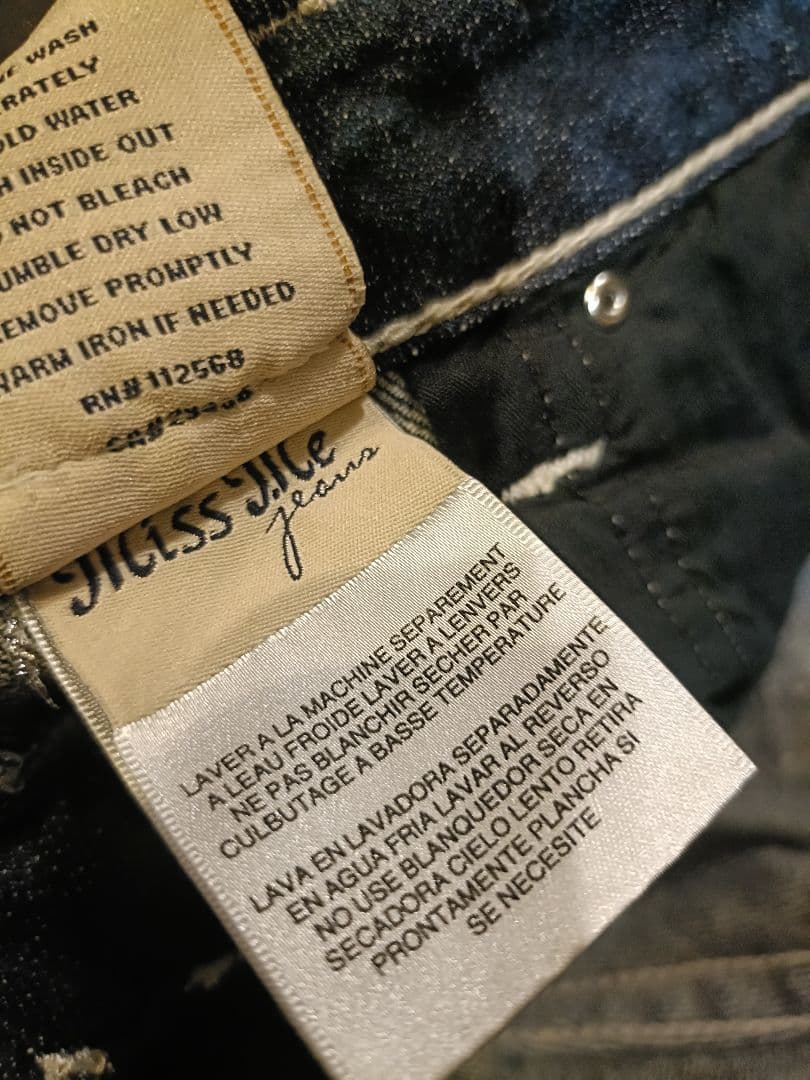 WASH
RATELY
OLD WATER
H INSIDE OUT
NOT BLEACH
UMBLE DRY LOW
EMOVE PROMPTLY
WARM IRON IF NEEDED
RN# 112568
Miss Me
jeans
LAVER A LA MACHINE SEPAREMENT
A LEAU FROIDE LAVER A LENVERS
NE PAS BLANCHIR SECHER PAR
CULBUTAGE A BASSE TEMPERATURE
LAVA EN LAVADORA SEPARADAMENTE
EN AGUA FRIA LAVAR AL REVERSO
NO USE BLANQUEDOR SECA EN
SECADORA CIELO LENTO RETIRA
PRONTAMENTE PLANCHA SI
SE NECESITE